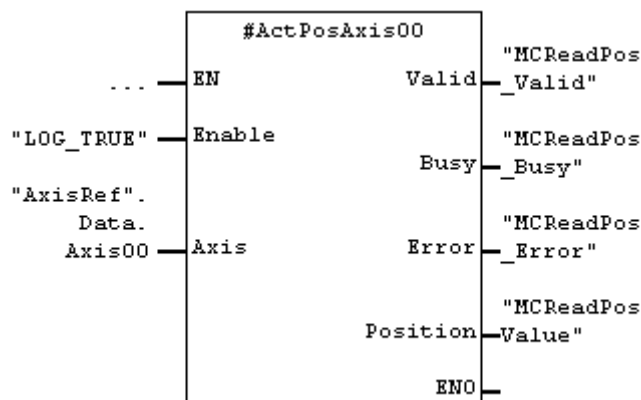 #ActPosAxis00
... EN
Valid "MCReadPos
_Valid"
"LOG_TRUE" Enable
Busy "MCReadPos
_Busy"
"AxisRef".
Data.
Axis00 Axis
Error "MCReadPos
_Error"
Position "MCReadPos
Value"
ENO